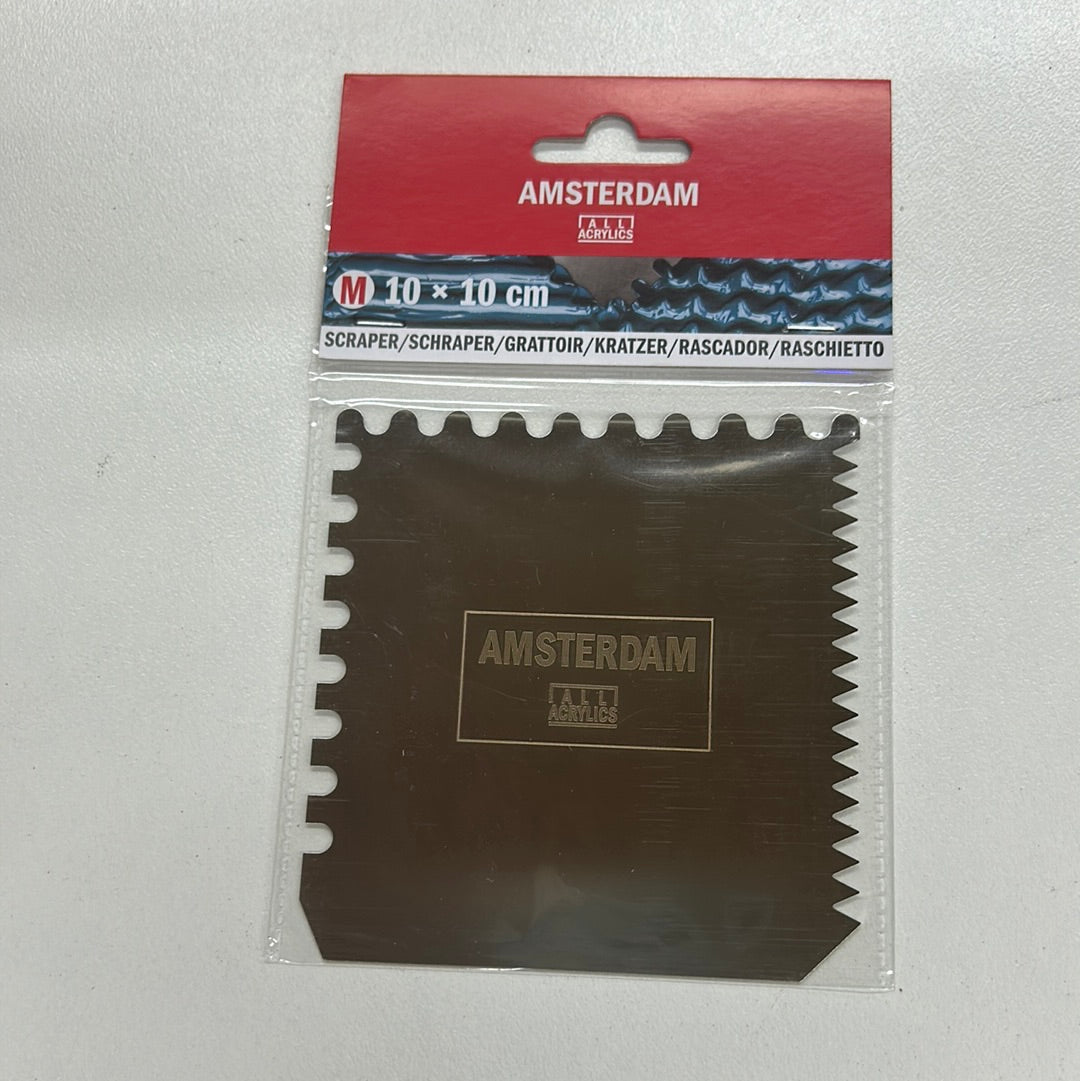 AMSTERDAM
ALL
ACRYLICS
M 10 × 10 cm
SCRAPER/SCHRAPER/GRATTOIR/KRATZER/RASCADOR/RASCHIETTO
AMSTERDAM
ALL
ACRYLICS